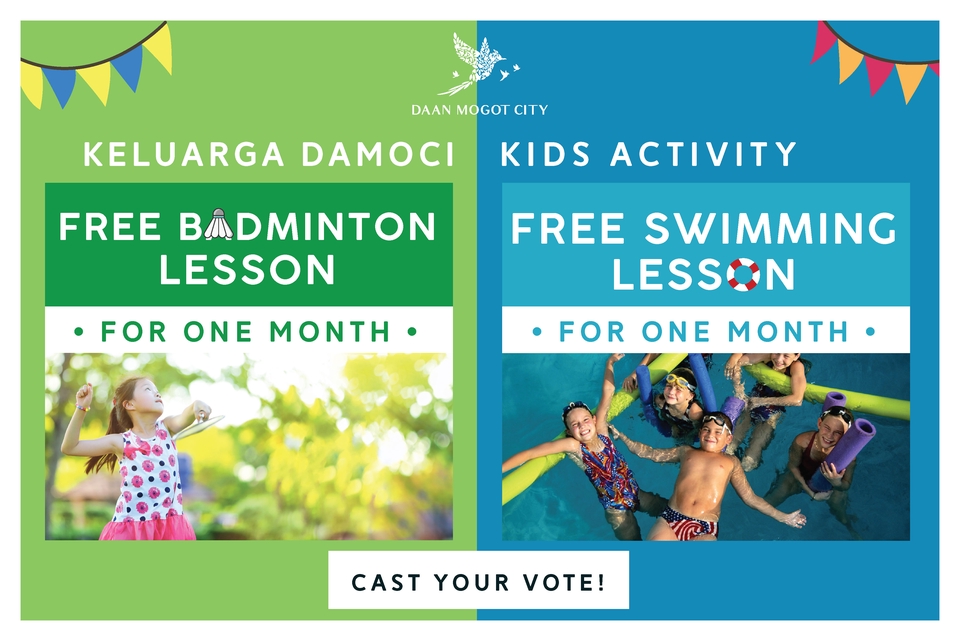 DAAN MOGOT CITY
KELUARGA DAMOCI KIDS ACTIVITY
FREE BADMINTON
LESSON
• FOR ONE MONTH •
FREE SWIMMING
LESSON
• FOR ONE MONTH •
CAST YOUR VOTE!